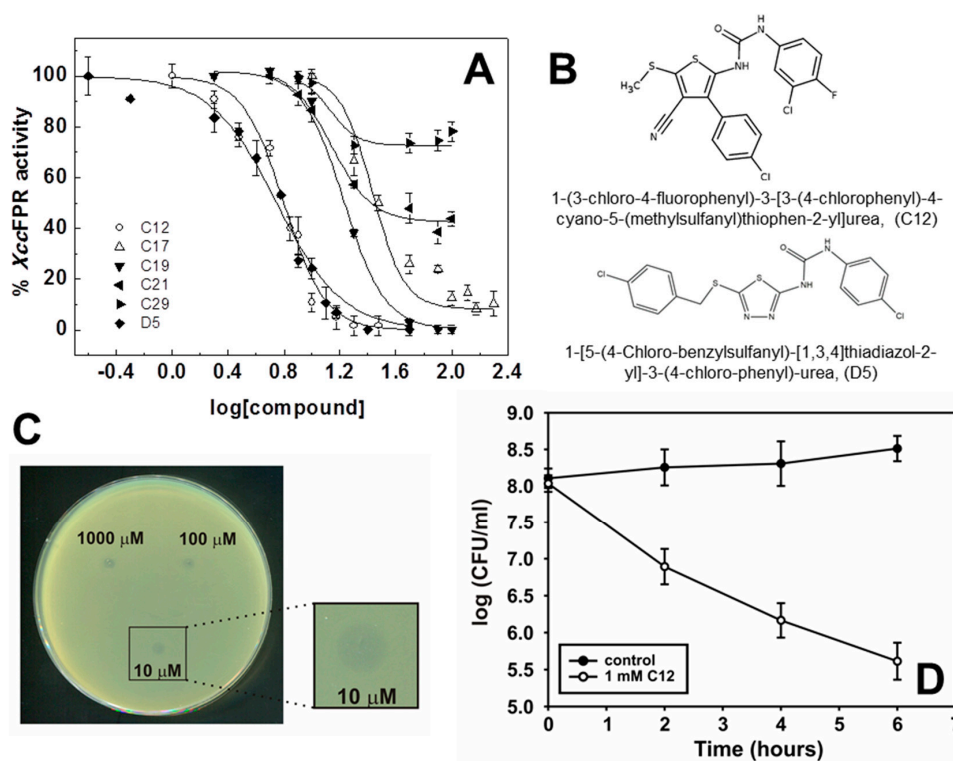 A
100
80
60
40
20
0
% XccFPR activity
C12
C17
C19
C21
C29
D5
-0.4 0.0 0.4 0.8 1.2 1.6 2.0 2.4
log[compound]
B
O
NH
S
S
H3C
NH
Cl
F
N
Cl
1-(3-chloro-4-fluorophenyl)-3-[3-(4-chlorophenyl)-4-
cyano-5-(methylsulfanyl)thiophen-2-yl]urea, (C12)
Cl
S
S
N
N
NH
O
NH
Cl
1-[5-(4-Chloro-benzylsulfanyl)-[1,3,4]thiadiazol-2-
yl]-3-(4-chloro-phenyl)-urea, (D5)
C
1000 μM
100 μM
10 μM
10 μM
9.0
8.5
8.0
7.5
7.0
6.5
6.0
5.5
5.0
log (CFU/ml)
control
1 mM C12
D
0 1 2 3 4 5 6 7
Time (hours)